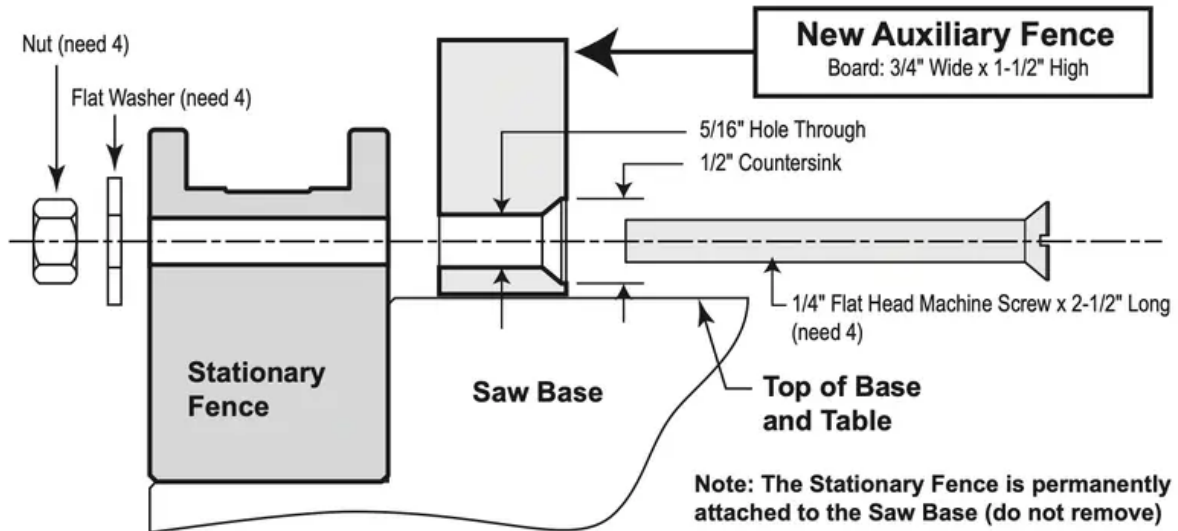 Nut (need 4)
Flat Washer (need 4)
New Auxiliary Fence
Board: 3/4" Wide x 1-1/2" High
5/16" Hole Through
1/2" Countersink
1/4" Flat Head Machine Screw x 2-1/2" Long
(need 4)
Stationary
Fence
Saw Base
Top of Base
and Table
Note: The Stationary Fence is permanently
attached to the Saw Base (do not remove)